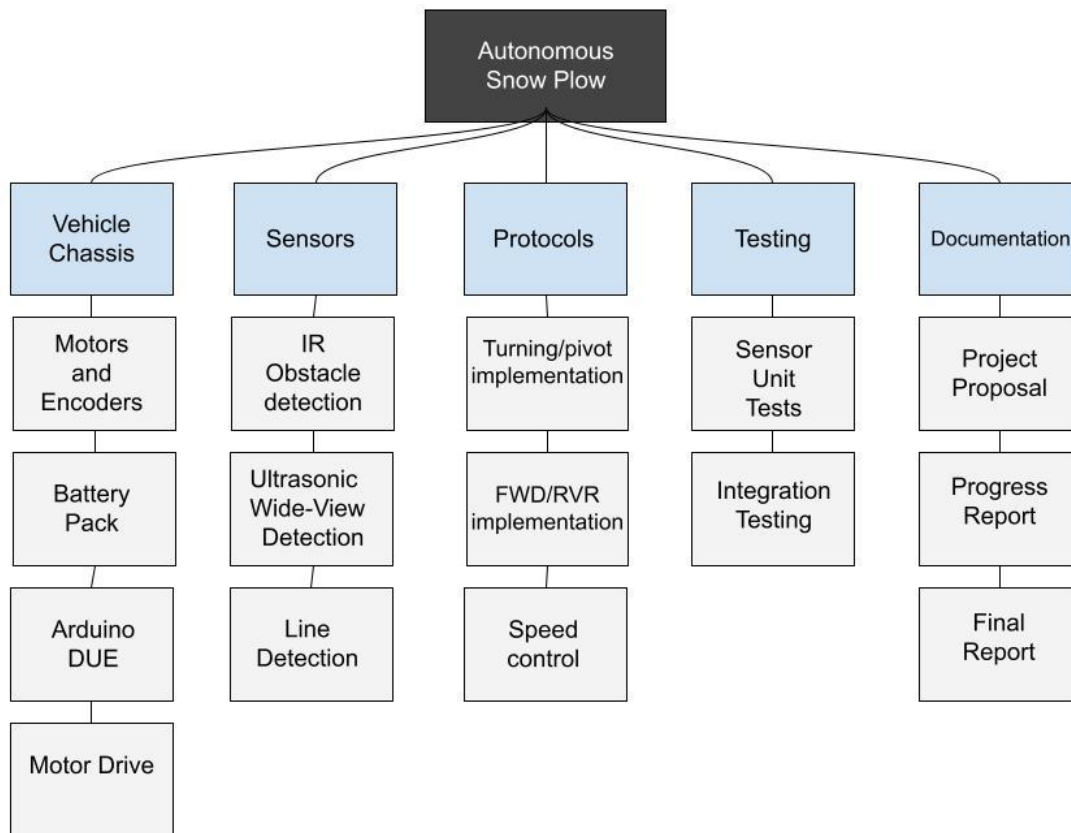 Autonomous
Snow Plow
Vehicle
Chassis
Sensors
Protocols
Testing
Documentation
Motors
and
Encoders
IR
Obstacle
detection
Turning/pivot
implementation
Sensor
Unit
Tests
Project
Proposal
Battery
Pack
Ultrasonic
Wide-View
Detection
FWD/RVR
implementation
Integration
Testing
Progress
Report
Arduino
DUE
Line
Detection
Speed
control
Final
Report
Motor Drive